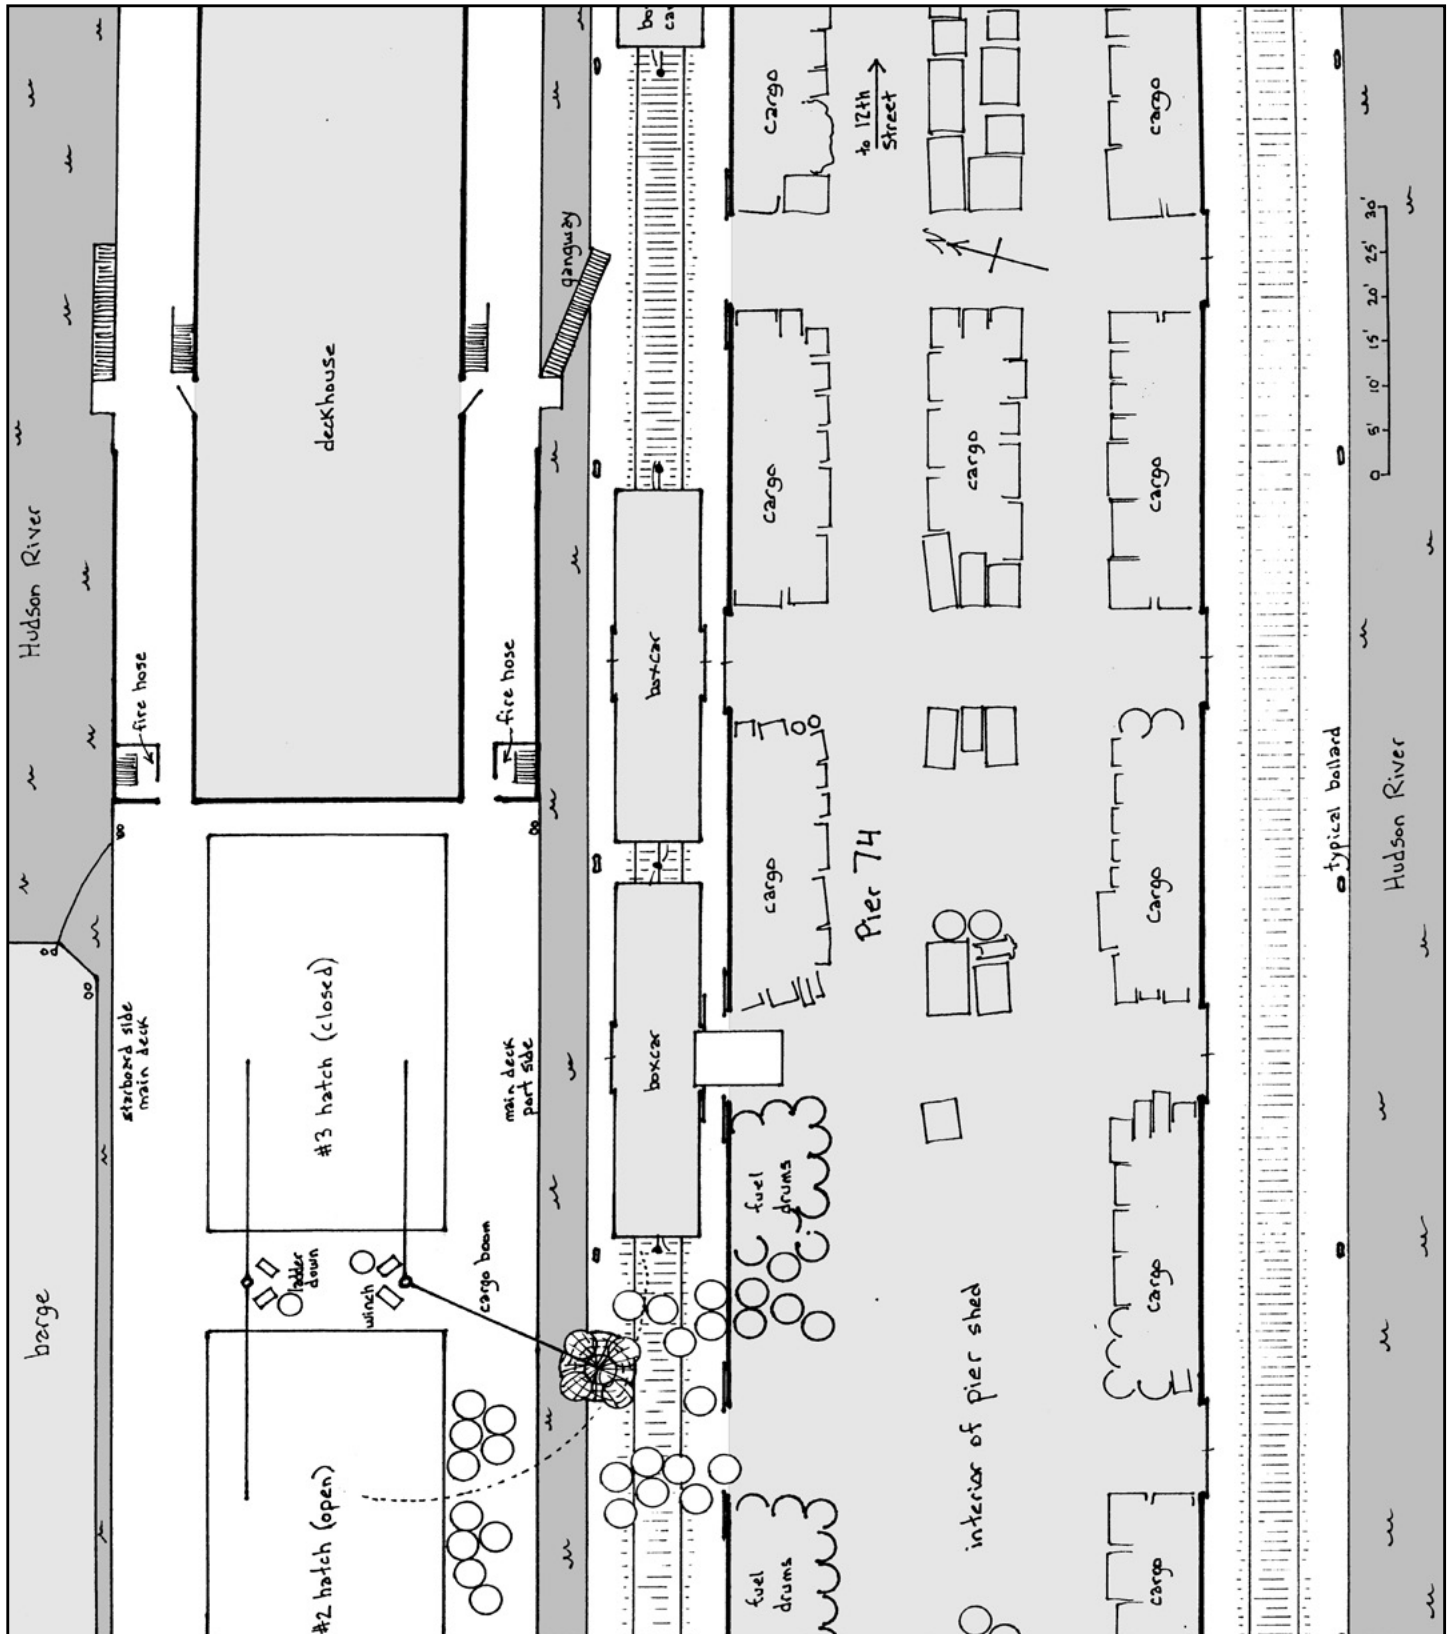 bo
ca
cargo
to 12th
street
cargo
gangway
N
30'
25'
20'
15'
10'
5'
0
deckhouse
cargo
cargo
cargo
Hudson River
fire hose
fire hose
boxcar
Pier 74
cargo
cargo
typical bollard
Hudson River
starboard side
main deck
#3 hatch (closed)
main deck
port side
boxcar
fuel
drums
ladder
down
winch
cargo boom
cargo
barge
interior of pier shed
#2 hatch (open)
fuel
drums
cargo